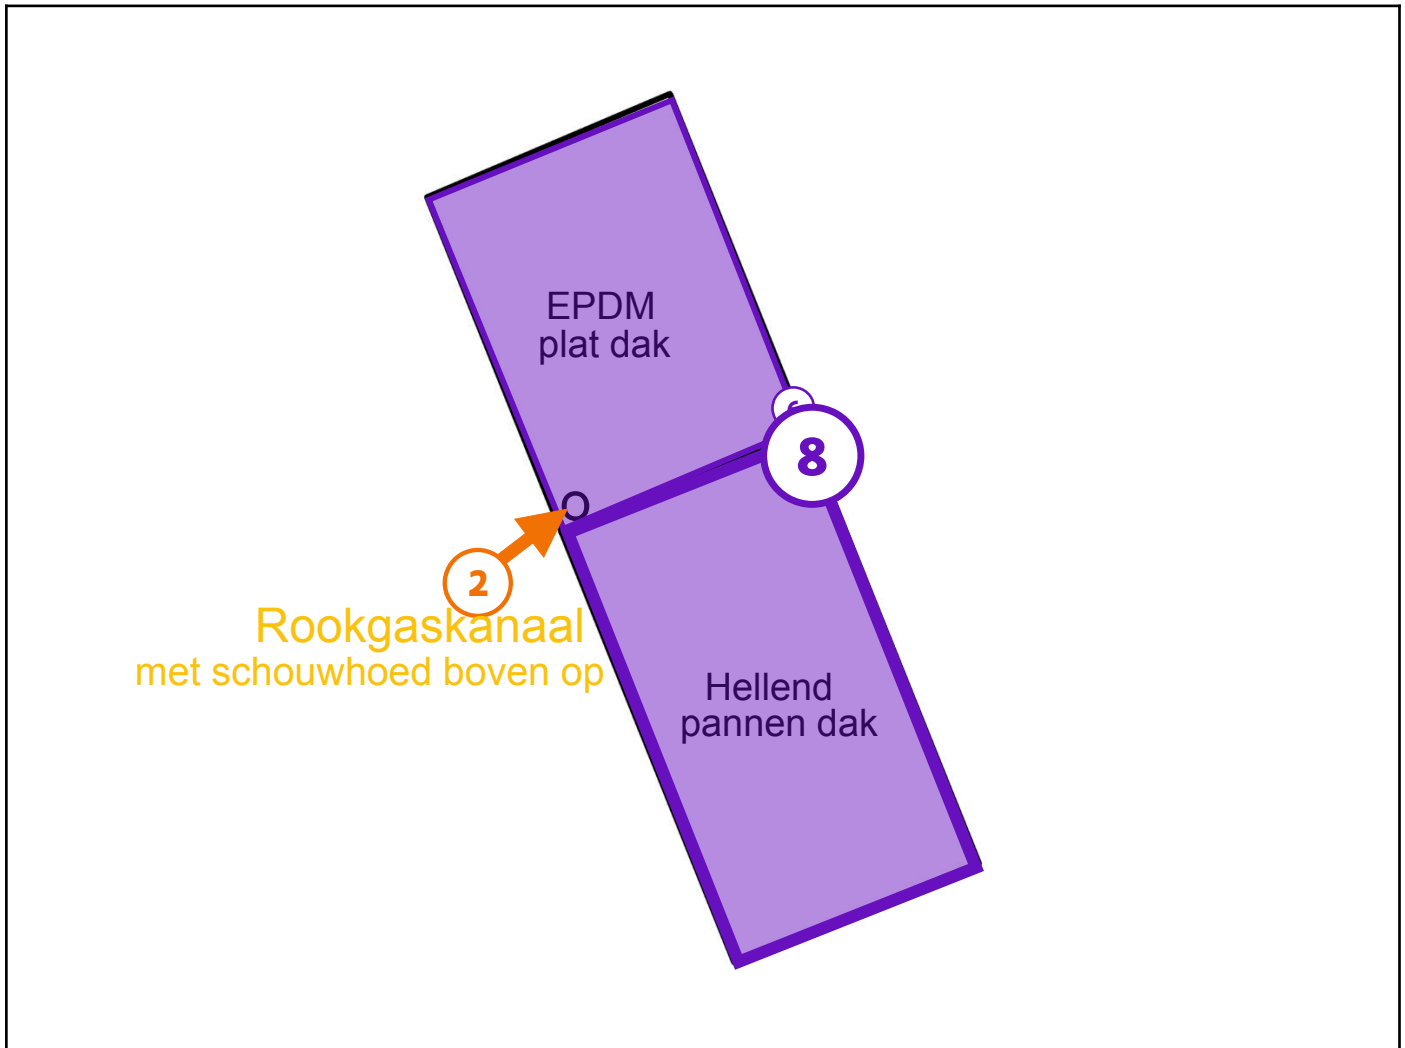 EPDM
plat dak
8
O
2
Rookgaskanaal
met schouwhoed boven op
Hellend
pannen dak